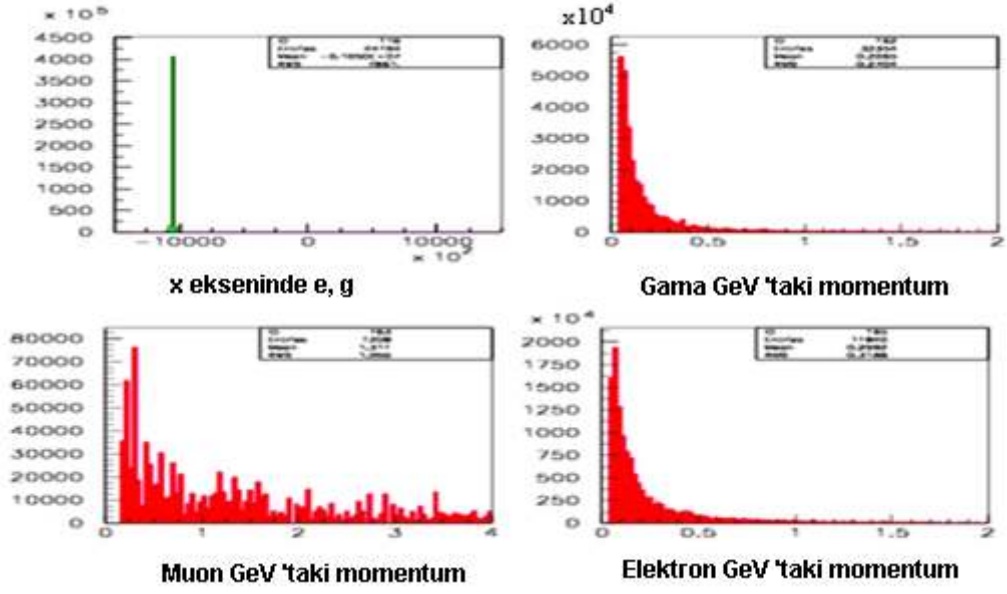 x 10⁵
4500
4000
3500
3000
2500
2000
1500
1000
500
0
-10000 0 10000
x 10²
x ekseninde e, g
x10⁴
6000
5000
4000
3000
2000
1000
0
0 0.5 1 1.5 2
Gama GeV 'taki momentum
80000
70000
60000
50000
40000
30000
20000
10000
0
0 1 2 3 4
Muon GeV 'taki momentum
x 10⁴
2000
1750
1500
1250
1000
750
500
250
0
0 0.5 1 1.5 2
Elektron GeV 'taki momentum